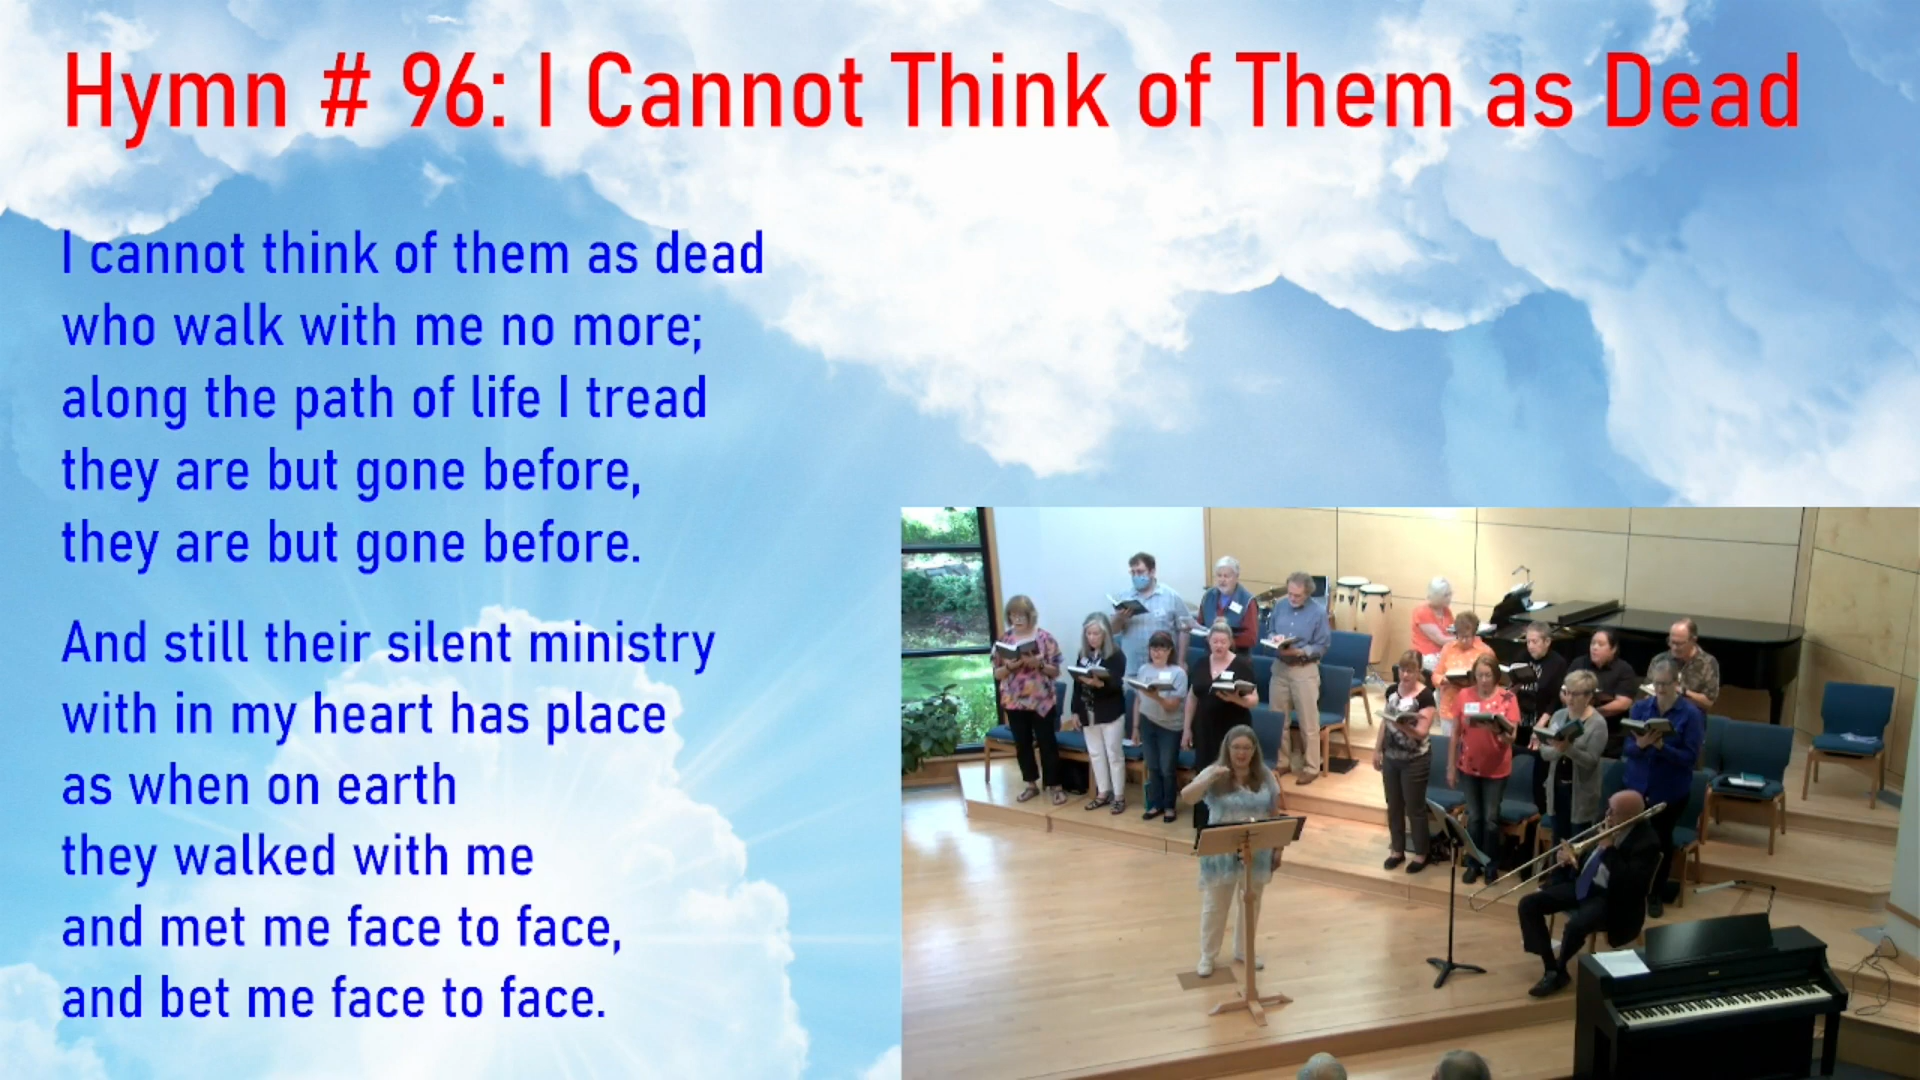 Hymn # 96: I Cannot Think of Them as Dead
I cannot think of them as dead
who walk with me no more;
along the path of life I tread
they are but gone before,
they are but gone before.
And still their silent ministry
with in my heart has place
as when on earth
they walked with me
and met me face to face,
and bet me face to face.